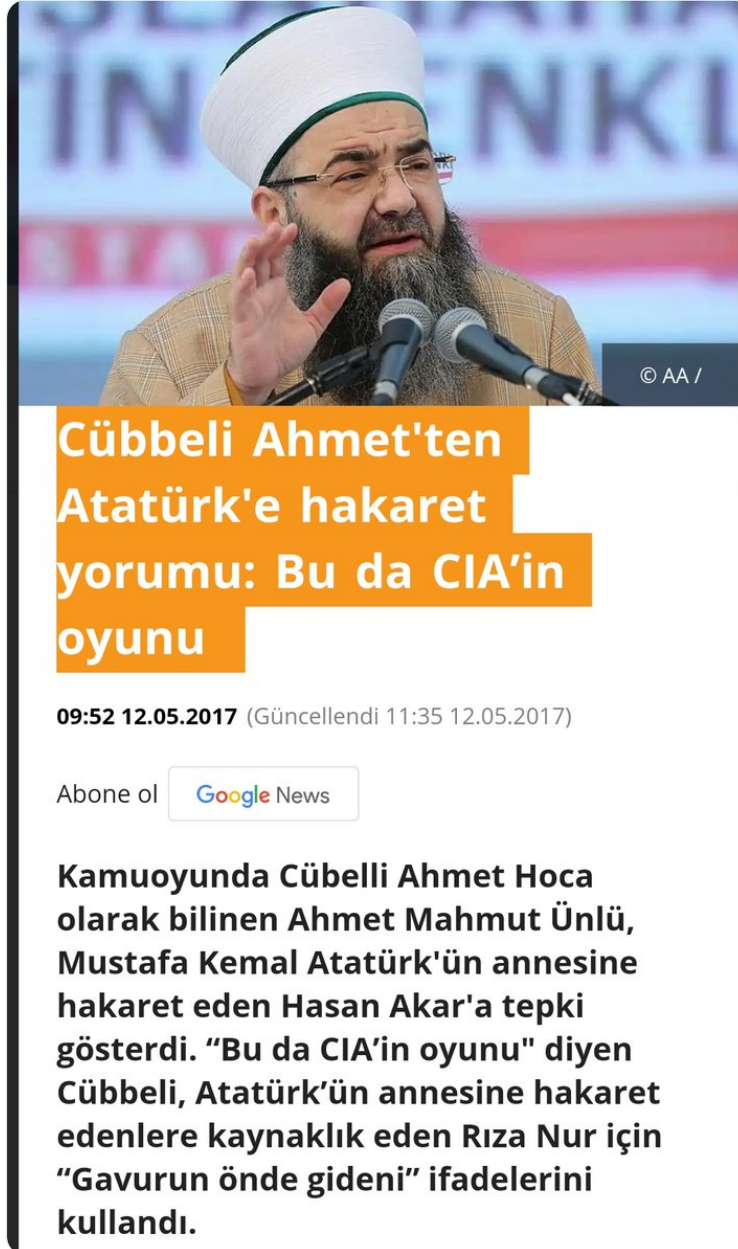 İN ENKL
© AA /
Cübbeli Ahmet'ten
Atatürk'e hakaret
yorumu: Bu da CIA’in
oyunu
09:52 12.05.2017 (Güncellendi 11:35 12.05.2017)
Abone ol Google News
Kamuoyunda Cübelli Ahmet Hoca
olarak bilinen Ahmet Mahmut Ünlü,
Mustafa Kemal Atatürk'ün annesine
hakaret eden Hasan Akar'a tepki
gösterdi. “Bu da CIA’in oyunu" diyen
Cübbeli, Atatürk’ün annesine hakaret
edenlere kaynaklık eden Rıza Nur için
“Gavurun önde gideni” ifadelerini
kullandı.